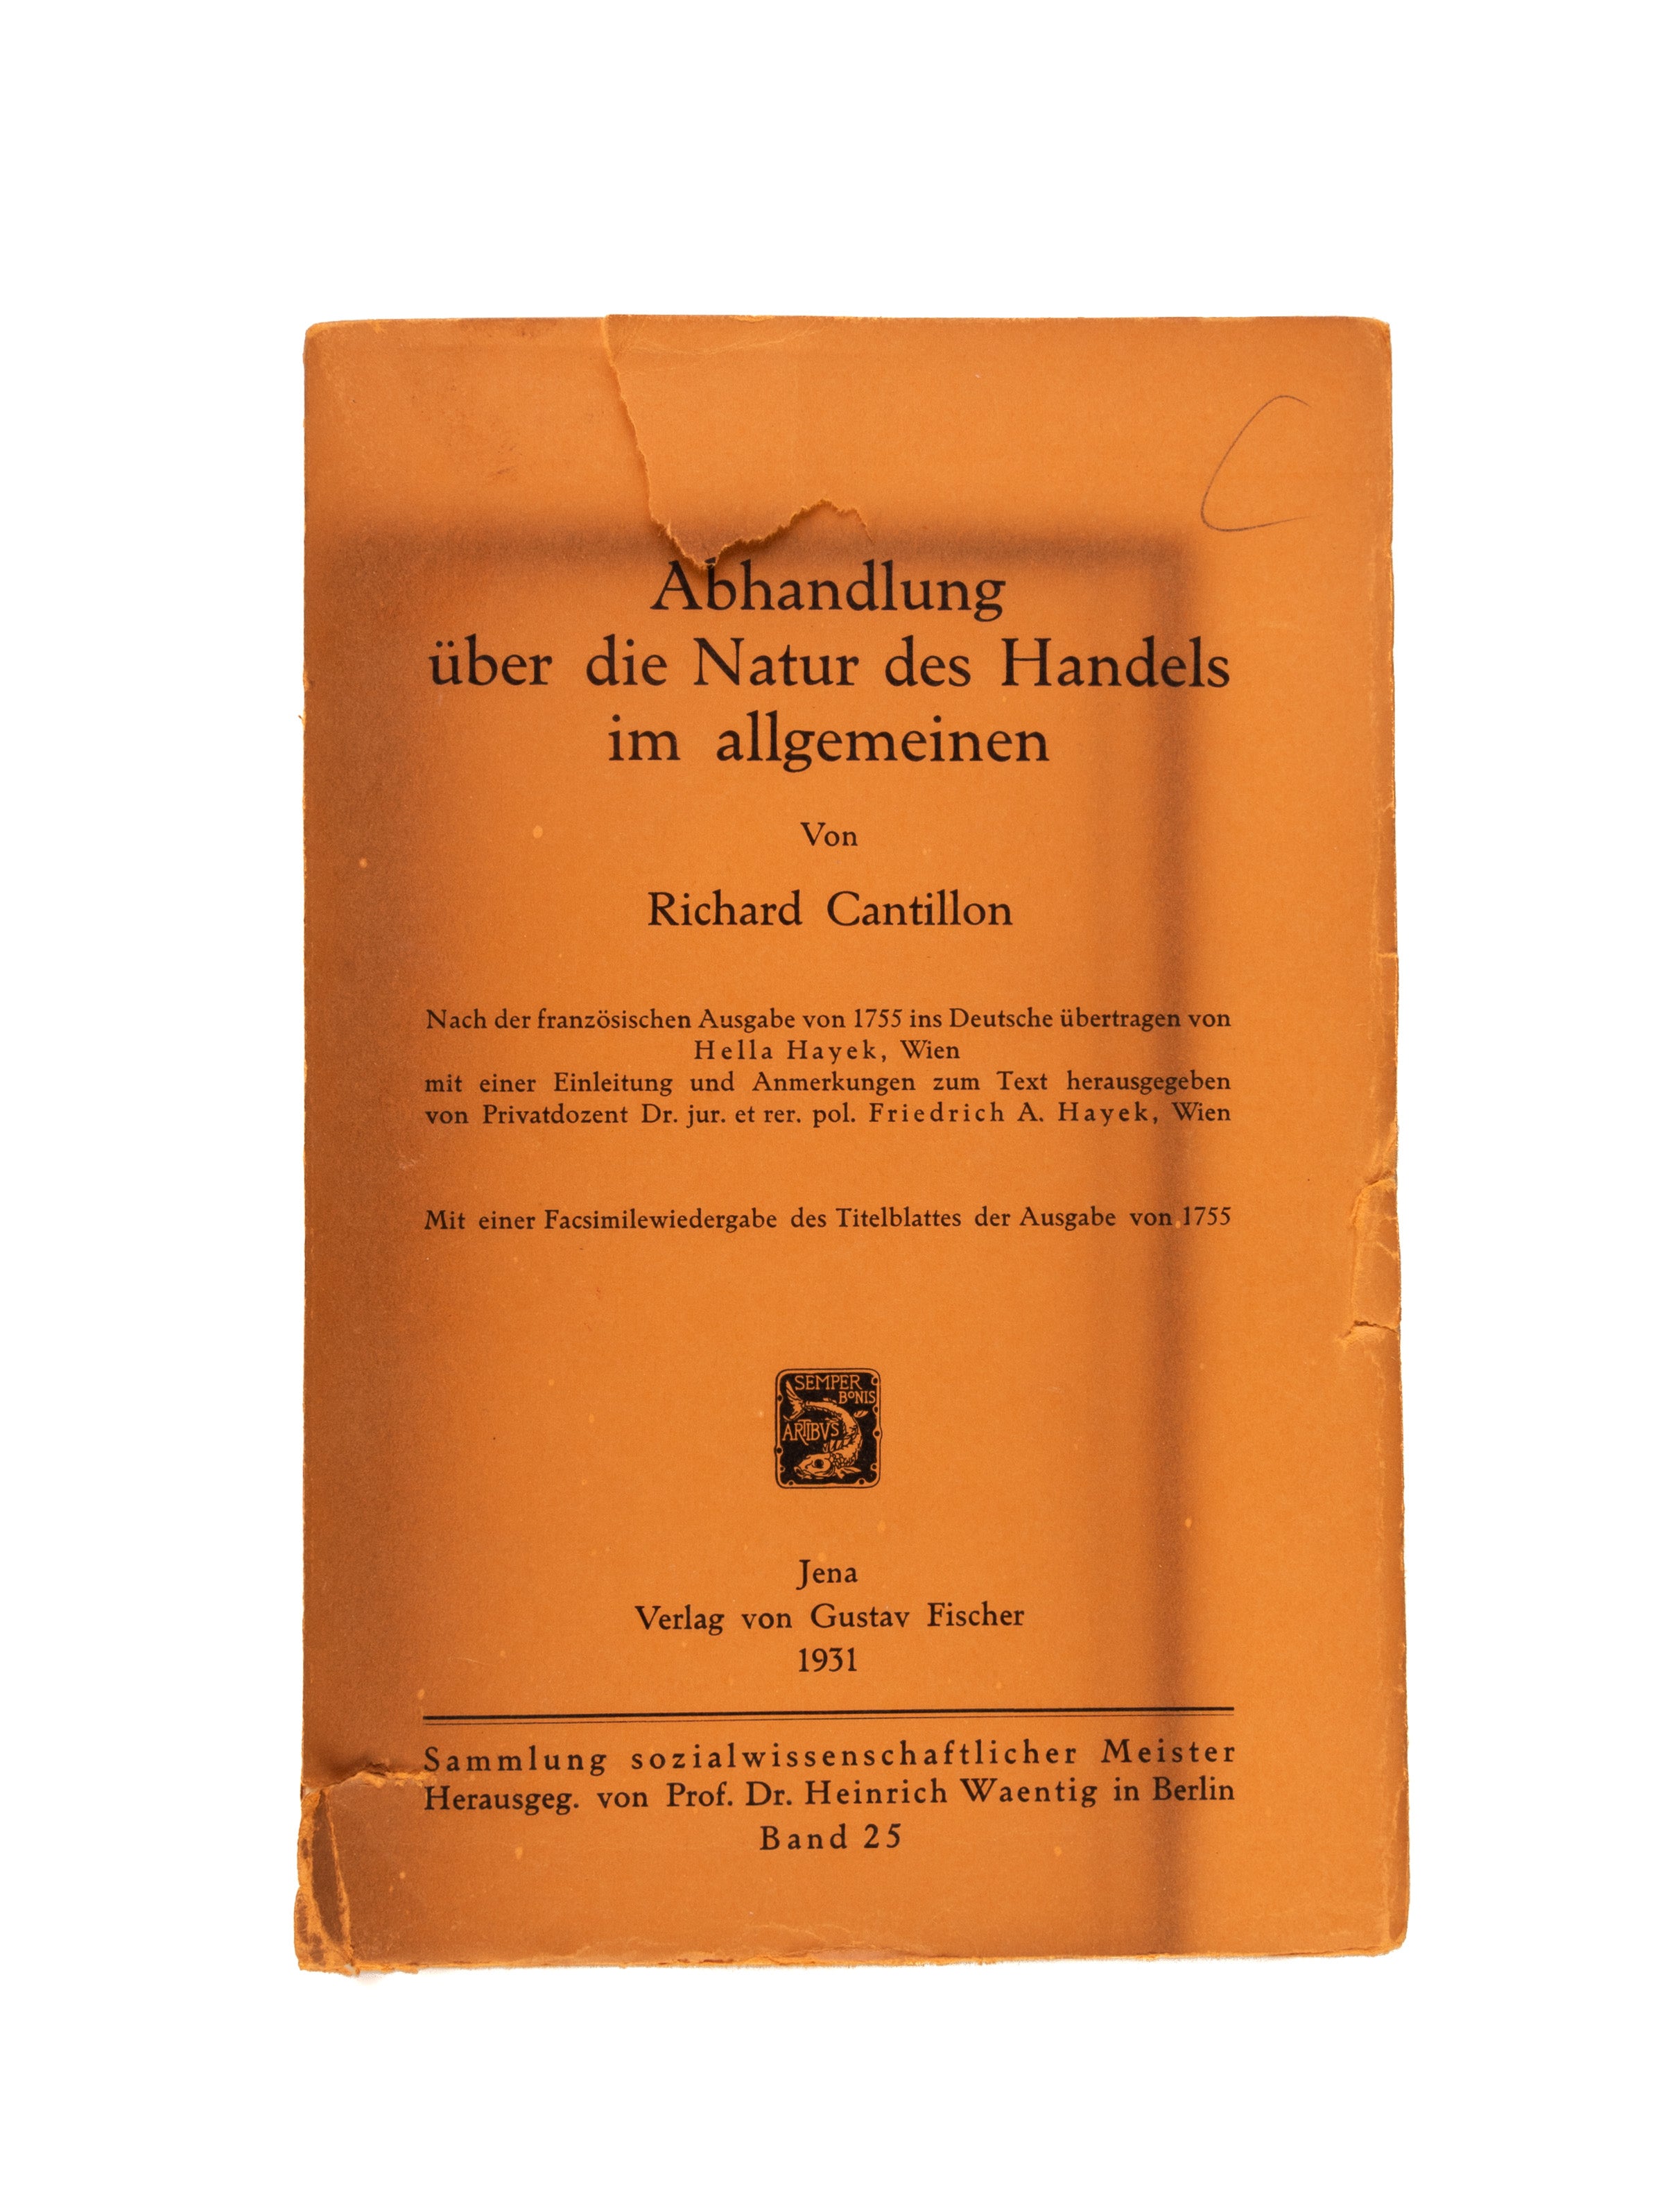 Abhandlung
über die Natur des Handels
im allgemeinen
Von
Richard Cantillon
Nach der französischen Ausgabe von 1755 ins Deutsche übertragen von
Hella Hayek, Wien
mit einer Einleitung und Anmerkungen zum Text herausgegeben
von Privatdozent Dr. jur. et rer. pol. Friedrich A. Hayek, Wien
Mit einer Facsimilewiedergabe des Titelblattes der Ausgabe von 1755
SEMPER
BONIS
ARTIBVS
Jena
Verlag von Gustav Fischer
1931
Sammlung sozialwissenschaftlicher Meister
Herausgeg. von Prof. Dr. Heinrich Waentig in Berlin
Band 25